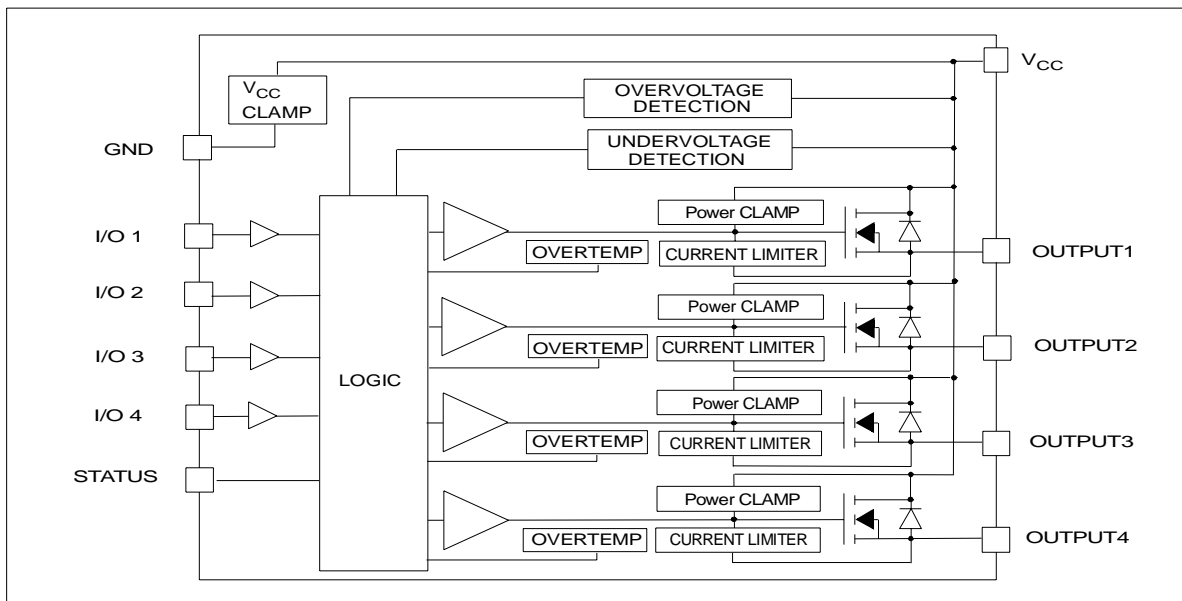 V_CC
V_CC
CLAMP
OVERVOLTAGE
DETECTION
GND
UNDERVOLTAGE
DETECTION
I/O 1
Power CLAMP
OVERTEMP
CURRENT LIMITER
OUTPUT1
I/O 2
Power CLAMP
OVERTEMP
CURRENT LIMITER
OUTPUT2
I/O 3
LOGIC
I/O 4
Power CLAMP
OVERTEMP
CURRENT LIMITER
OUTPUT3
STATUS
Power CLAMP
OVERTEMP
CURRENT LIMITER
OUTPUT4